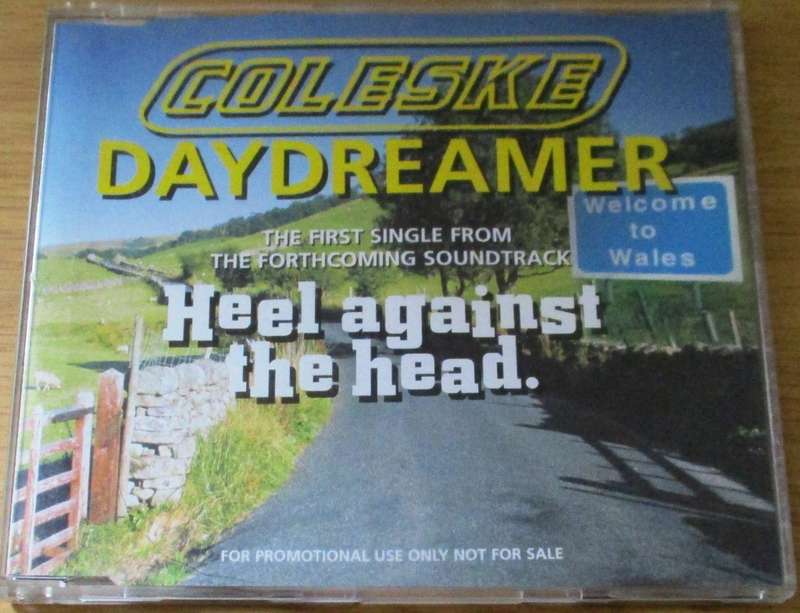 COLESKE
DAYDREAMER
Welcome
to
Wales
THE FIRST SINGLE FROM
THE FORTHCOMING SOUNDTRACK
Heel against
the head.
FOR PROMOTIONAL USE ONLY NOT FOR SALE